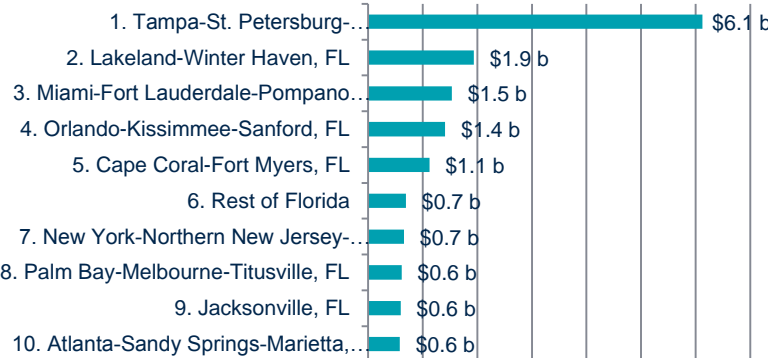 1. Tampa-St. Petersburg-… $6.1 b
2. Lakeland-Winter Haven, FL $1.9 b
3. Miami-Fort Lauderdale-Pompano… $1.5 b
4. Orlando-Kissimmee-Sanford, FL $1.4 b
5. Cape Coral-Fort Myers, FL $1.1 b
6. Rest of Florida $0.7 b
7. New York-Northern New Jersey-… $0.7 b
8. Palm Bay-Melbourne-Titusville, FL $0.6 b
9. Jacksonville, FL $0.6 b
10. Atlanta-Sandy Springs-Marietta,… $0.6 b